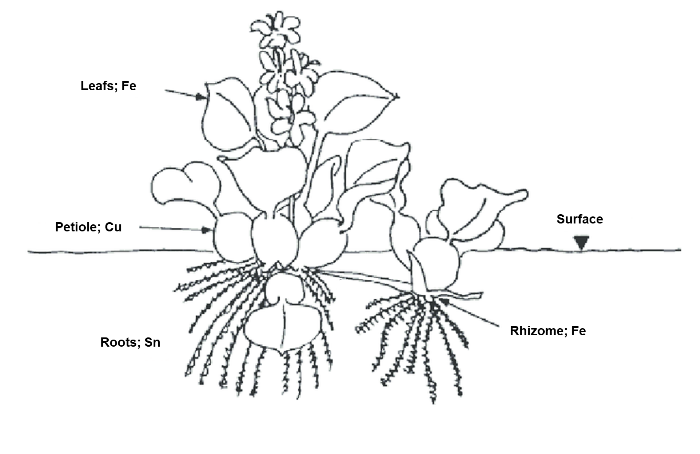 Leafs; Fe
Petiole; Cu
Surface
Rhizome; Fe
Roots; Sn